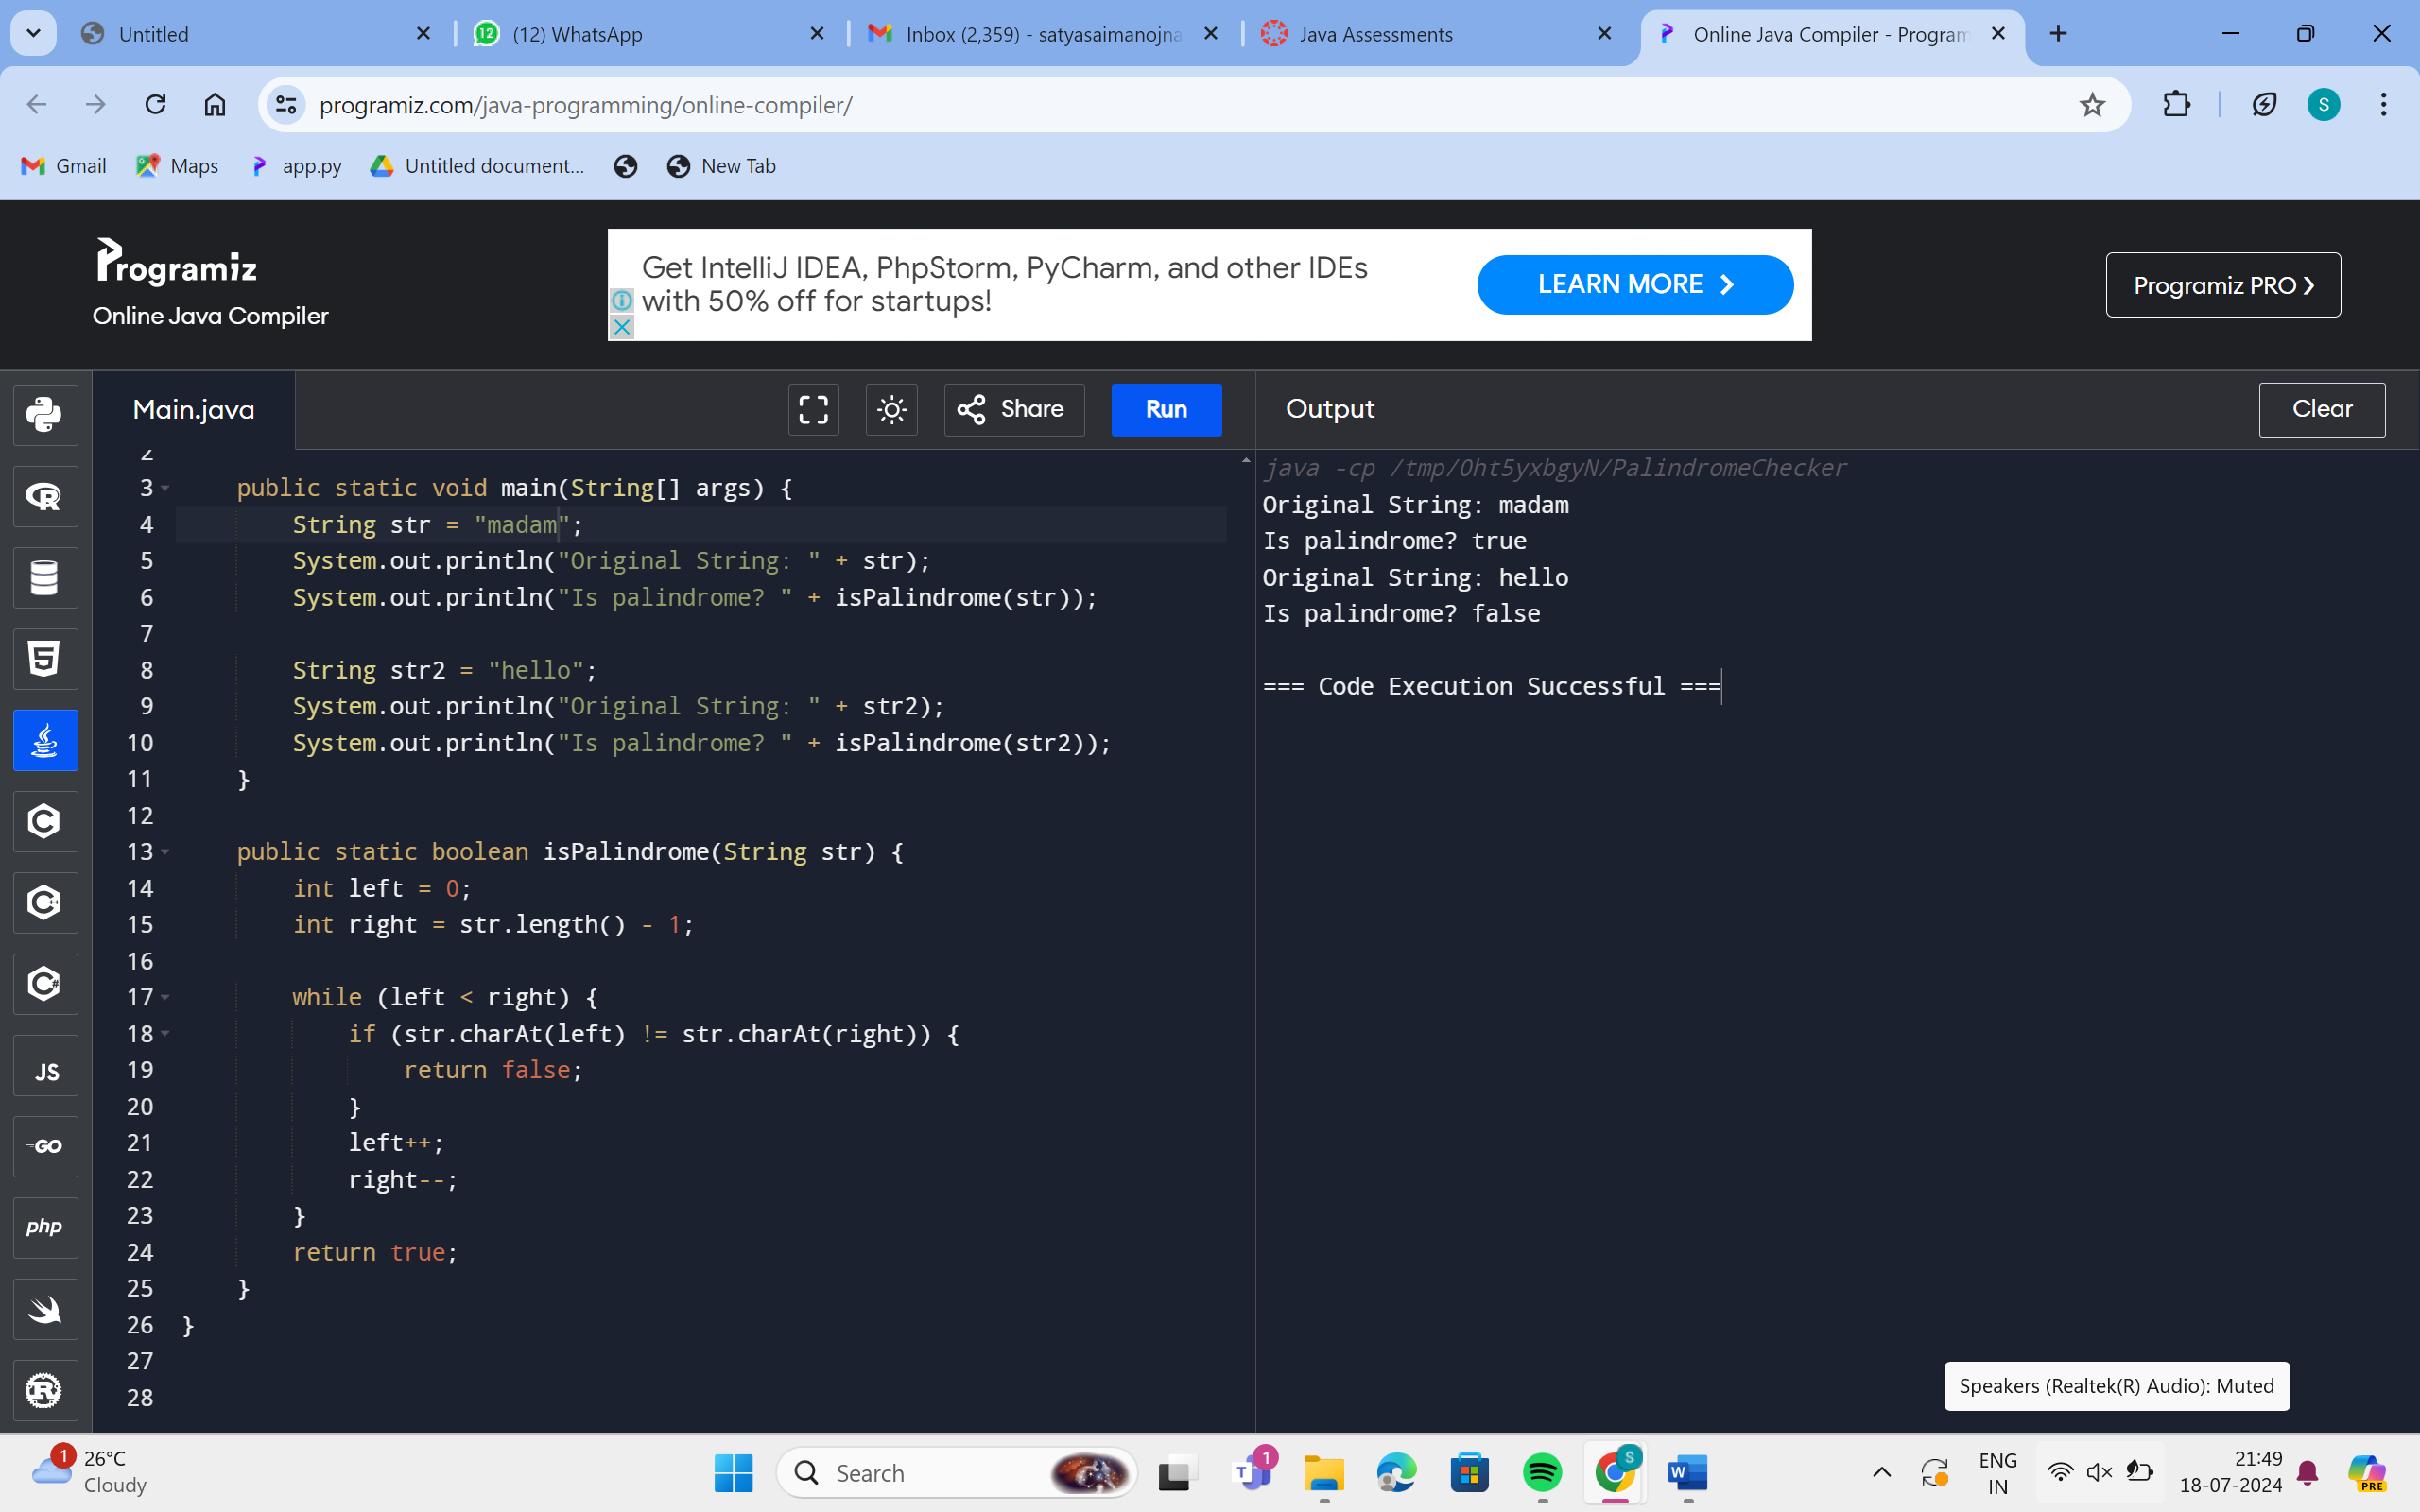 Untitled
12
(12) WhatsApp
Inbox (2,359) - satyasaimanojna
Java Assessments
Online Java Compiler - Program
programiz.com/java-programming/online-compiler/
S
Gmail
Maps
app.py
Untitled document...
New Tab
Programiz
Online Java Compiler
Get IntelliJ IDEA, PhpStorm, PyCharm, and other IDEs
with 50% off for startups!
LEARN MORE
Programiz PRO
Main.java
Share
Run
Output
Clear
2
3 public static void main(String[] args) {
4 String str = "madam";
5 System.out.println("Original String: " + str);
6 System.out.println("Is palindrome? " + isPalindrome(str));
7
8 String str2 = "hello";
9 System.out.println("Original String: " + str2);
10 System.out.println("Is palindrome? " + isPalindrome(str2));
11 }
12
13 public static boolean isPalindrome(String str) {
14 int left = 0;
15 int right = str.length() - 1;
16
17 while (left < right) {
18 if (str.charAt(left) != str.charAt(right)) {
19 return false;
20 }
21 left++;
22 right--;
23 }
24 return true;
25 }
26 }
27
28
java -cp /tmp/0ht5yxbgyN/PalindromeChecker
Original String: madam
Is palindrome? true
Original String: hello
Is palindrome? false
=== Code Execution Successful ===
JS
GO
php
Speakers (Realtek(R) Audio): Muted
1
26°C
Cloudy
Search
1
S
ENG
IN
21:49
18-07-2024
PRE